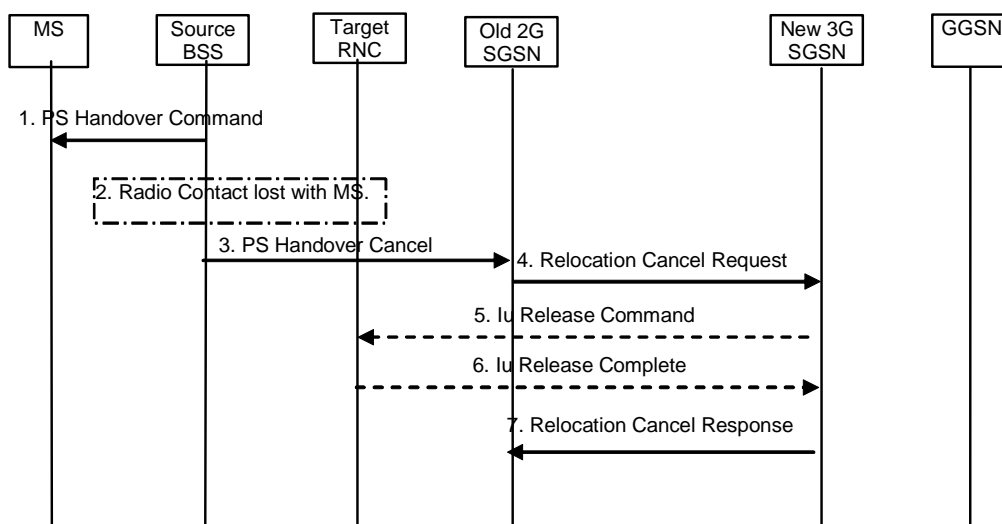 MS
Source
BSS
Target
RNC
Old 2G
SGSN
New 3G
SGSN
GGSN
1. PS Handover Command
2. Radio Contact lost with MS.
3. PS Handover Cancel
4. Relocation Cancel Request
5. Iu Release Command
6. Iu Release Complete
7. Relocation Cancel Response